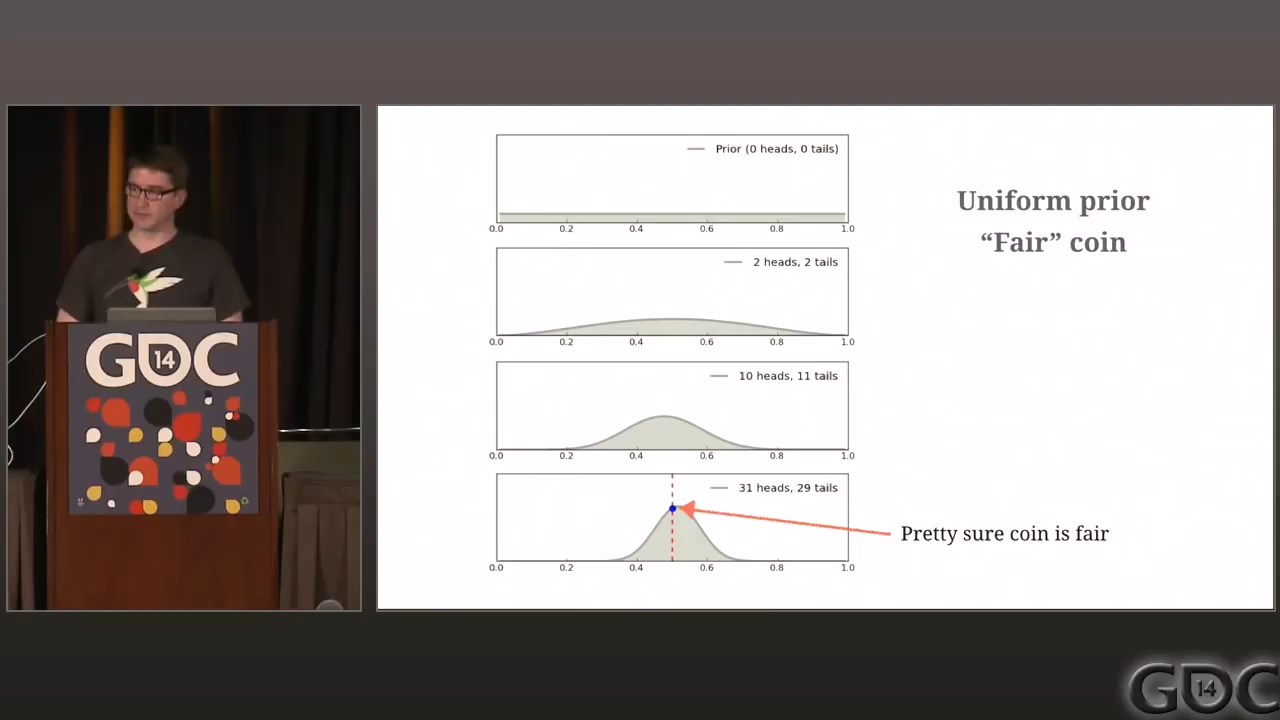 GDC
14
Prior (0 heads, 0 tails)
0.0 0.2 0.4 0.6 0.8 1.0
2 heads, 2 tails
0.0 0.2 0.4 0.6 0.8 1.0
10 heads, 11 tails
0.0 0.2 0.4 0.6 0.8 1.0
31 heads, 29 tails
0.0 0.2 0.4 0.6 0.8 1.0
Uniform prior
“Fair” coin
Pretty sure coin is fair
GDC
14